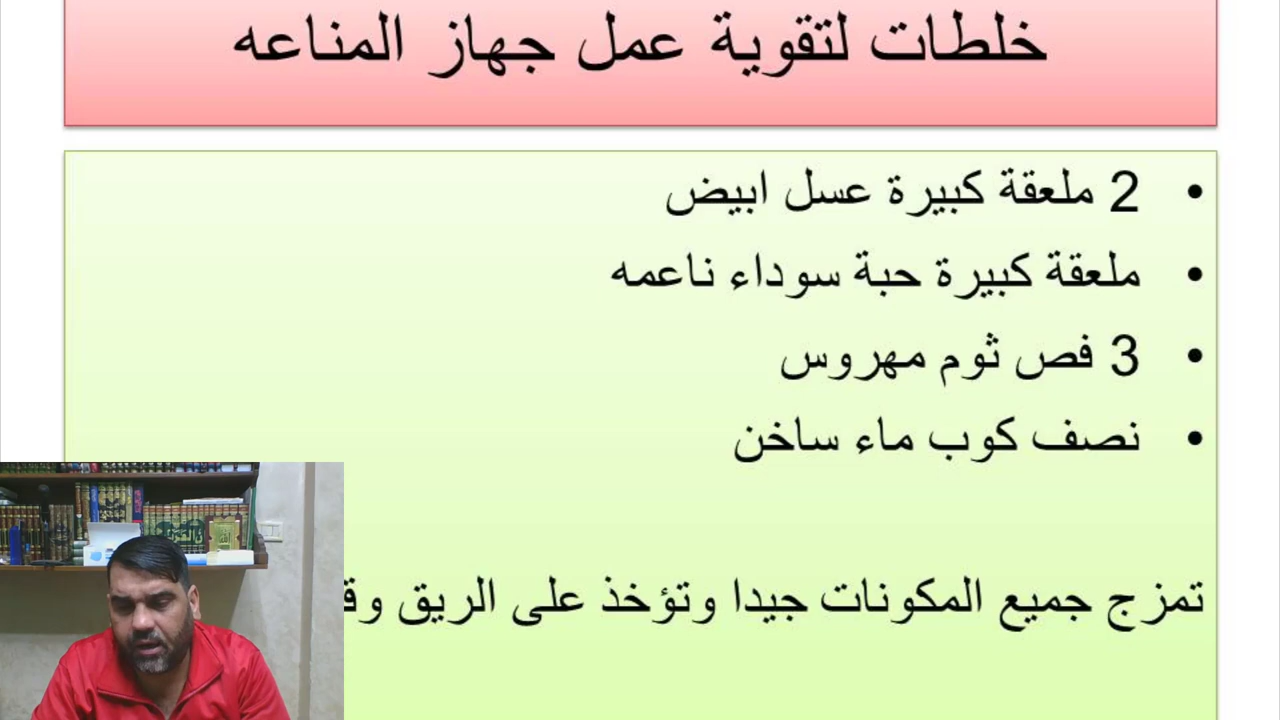 خلطات لتقوية عمل جهاز المناعه
• 2 ملعقة كبيرة عسل ابيض
• ملعقة كبيرة حبة سوداء ناعمه
• 3 فص ثوم مهروس
• نصف كوب ماء ساخن
تمزج جميع المكونات جيدا وتؤخذ على الريق